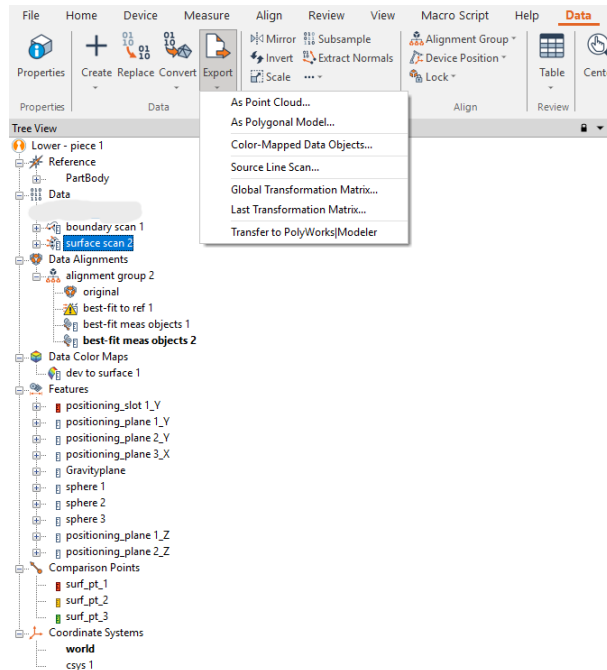 File Home Device Measure Align Review View Macro Script Help Data
Properties Create Replace Convert Export Mirror Subsample Alignment Group Table Cent
Invert Extract Normals Device Position
Scale ... Lock
Properties Data Align Review
As Point Cloud...
As Polygonal Model...
Color-Mapped Data Objects...
Source Line Scan...
Global Transformation Matrix...
Last Transformation Matrix...
Transfer to PolyWorks|Modeler
Tree View
Lower - piece 1
Reference
PartBody
Data
boundary scan 1
surface scan 2
Data Alignments
alignment group 2
original
best-fit to ref 1
best-fit meas objects 1
best-fit meas objects 2
Data Color Maps
dev to surface 1
Features
positioning_slot 1_Y
positioning_plane 1_Y
positioning_plane 2_Y
positioning_plane 3_X
Gravityplane
sphere 1
sphere 2
sphere 3
positioning_plane 1_Z
positioning_plane 2_Z
Comparison Points
surf_pt_1
surf_pt_2
surf_pt_3
Coordinate Systems
world
csys 1